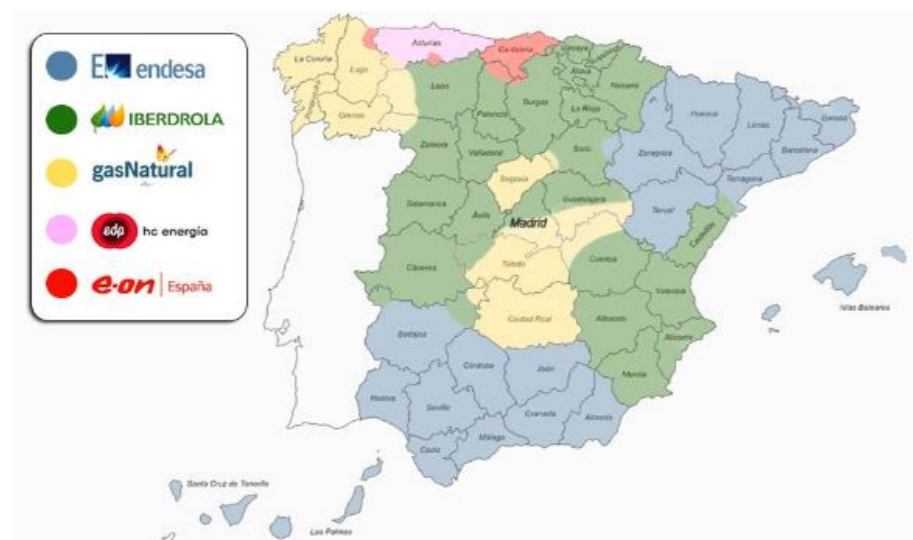 endesa
IBERDROLA
gasNatural
edp hc energía
e-on España
La Coruña
Lugo
Asturias
Cantabria
Vizcaya
Álava
Navarra
León
Palencia
Burgos
La Rioja
Orense
Zamora
Valladolid
Soria
Zaragoza
Huesca
Lérida
Gerona
Barcelona
Tarragona
Segovia
Salamanca
Ávila
Guadalajara
Madrid
Teruel
Castellón
Toledo
Cuenca
Cáceres
Valencia
Islas Baleares
Ciudad Real
Albacete
Alicante
Badajoz
Murcia
Córdoba
Jaén
Huelva
Sevilla
Granada
Almería
Málaga
Cádiz
Santa Cruz de Tenerife
Las Palmas